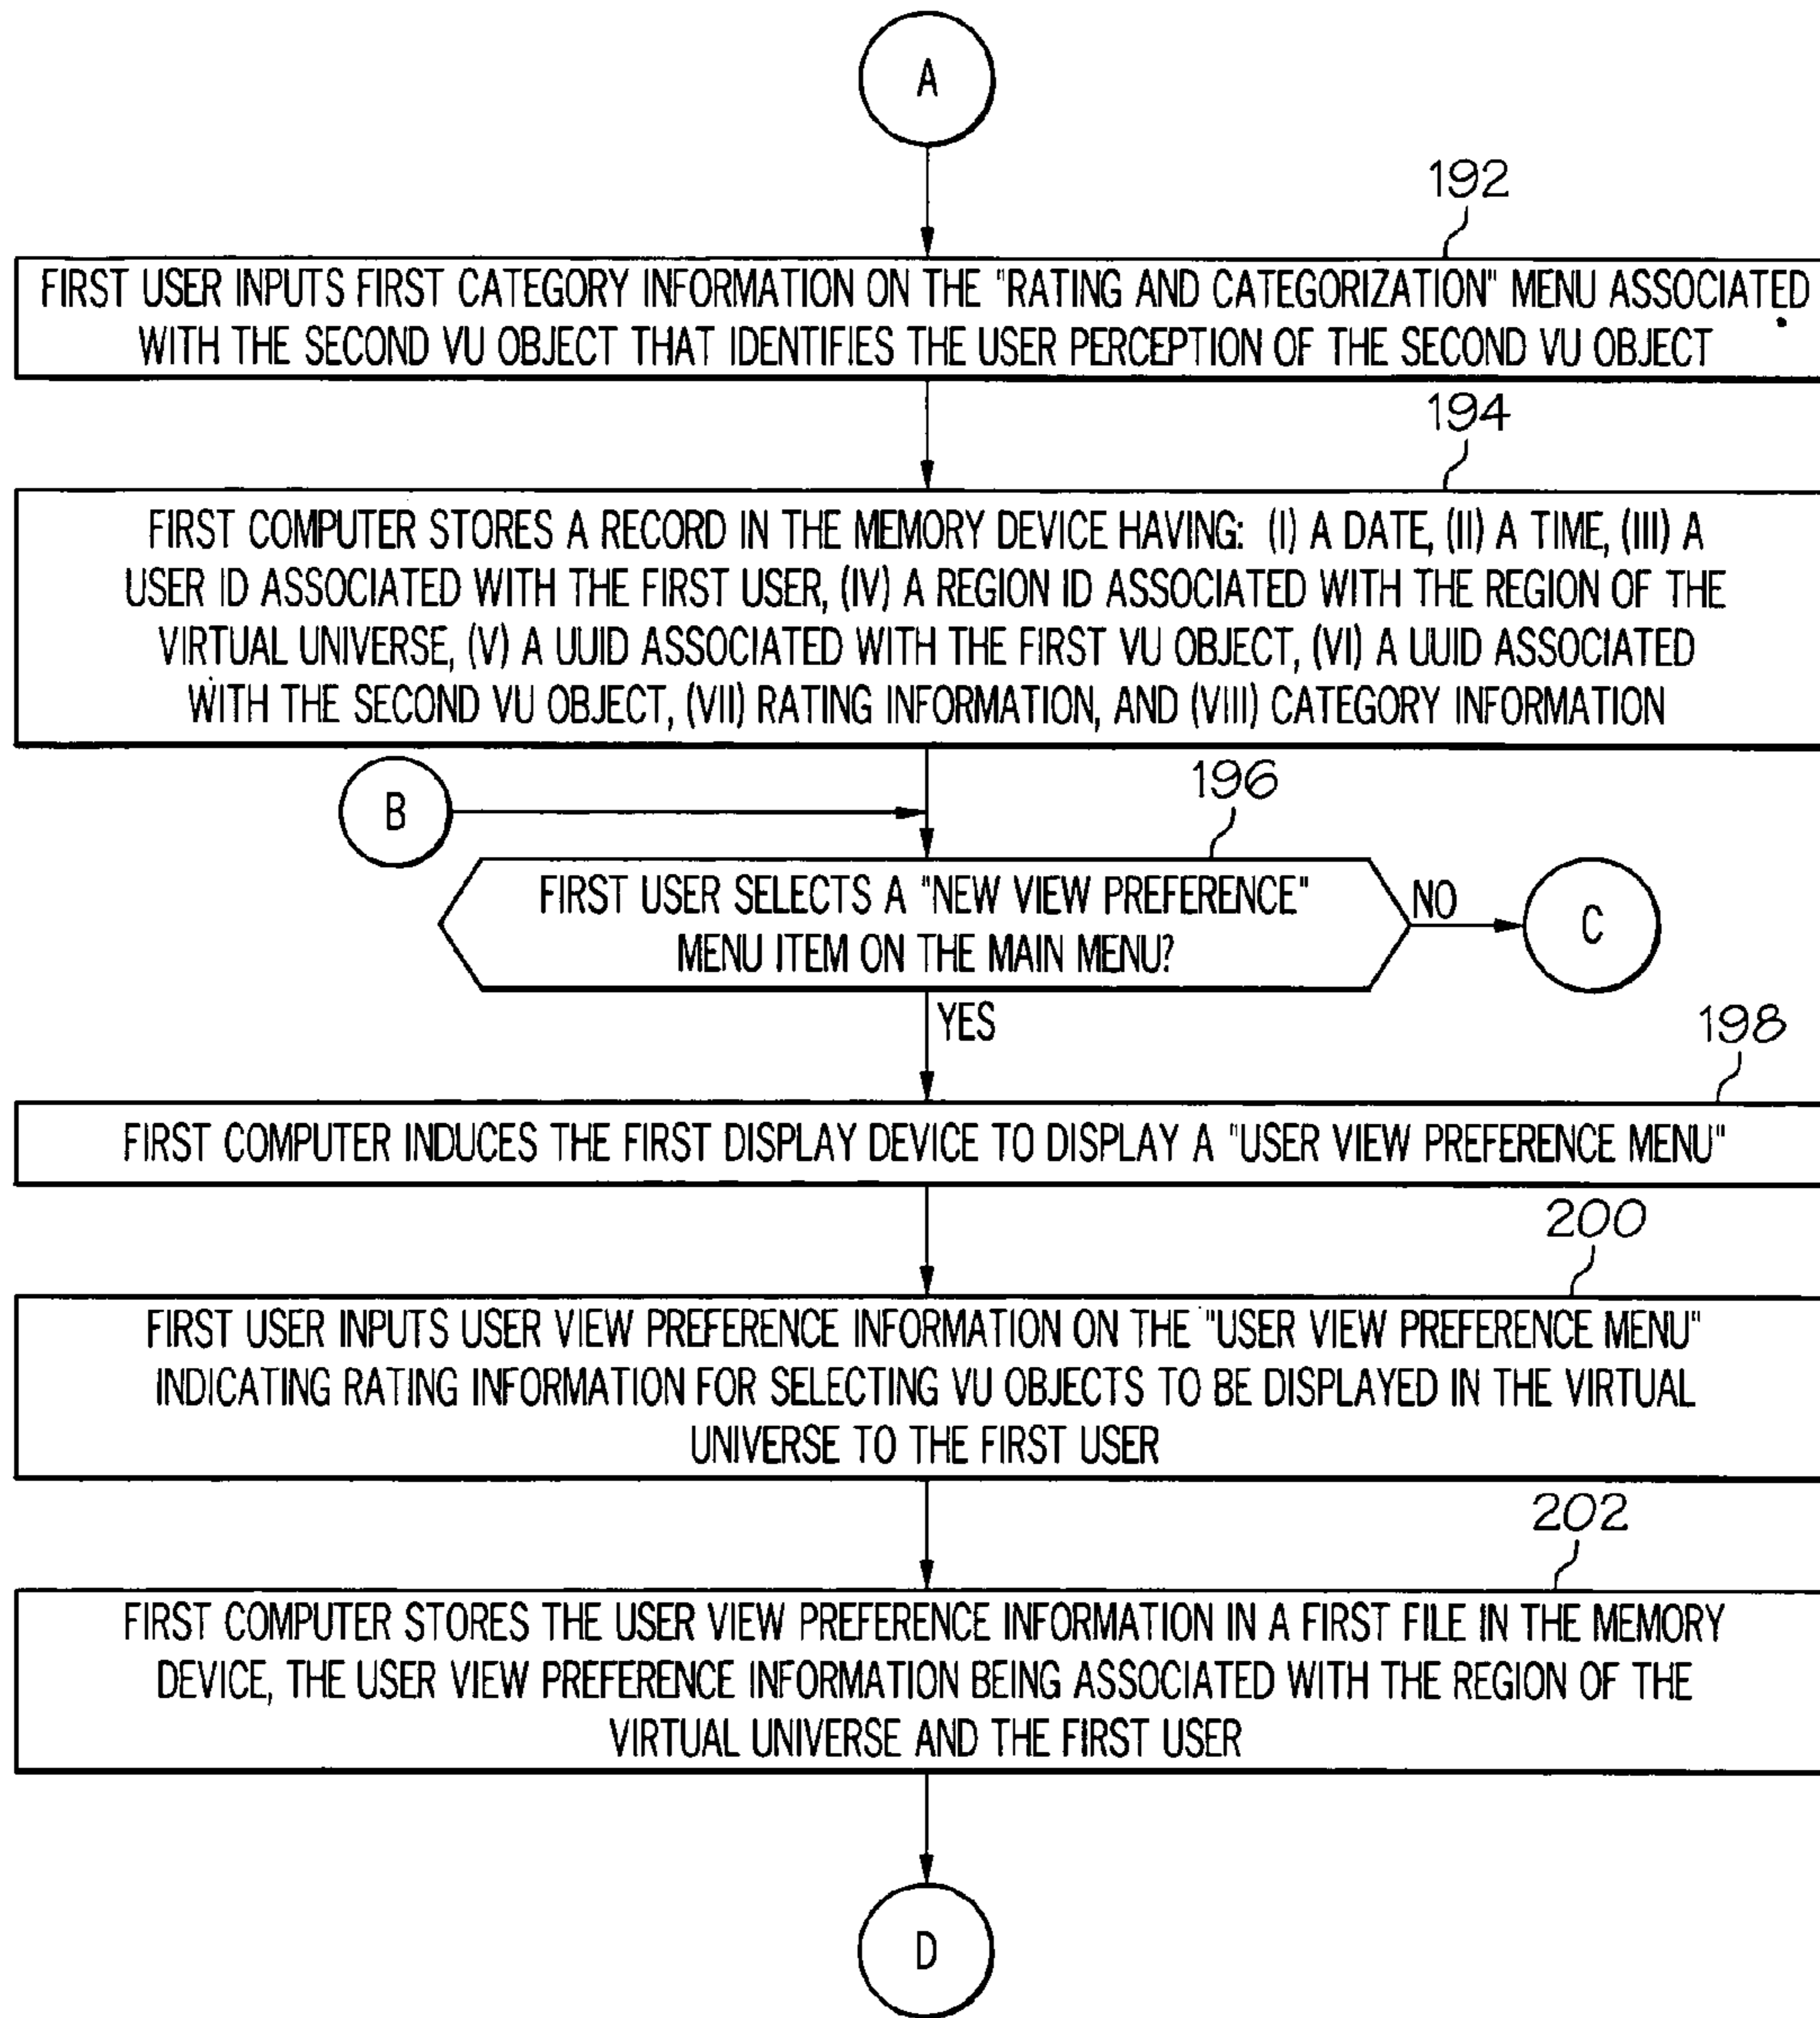 A
192
FIRST USER INPUTS FIRST CATEGORY INFORMATION ON THE "RATING AND CATEGORIZATION" MENU ASSOCIATED
WITH THE SECOND VU OBJECT THAT IDENTIFIES THE USER PERCEPTION OF THE SECOND VU OBJECT
194
FIRST COMPUTER STORES A RECORD IN THE MEMORY DEVICE HAVING: (I) A DATE, (II) A TIME, (III) A
USER ID ASSOCIATED WITH THE FIRST USER, (IV) A REGION ID ASSOCIATED WITH THE REGION OF THE
VIRTUAL UNIVERSE, (V) A UUID ASSOCIATED WITH THE FIRST VU OBJECT, (VI) A UUID ASSOCIATED
WITH THE SECOND VU OBJECT, (VII) RATING INFORMATION, AND (VIII) CATEGORY INFORMATION
B
196
FIRST USER SELECTS A "NEW VIEW PREFERENCE"
MENU ITEM ON THE MAIN MENU?
NO
C
YES
198
FIRST COMPUTER INDUCES THE FIRST DISPLAY DEVICE TO DISPLAY A "USER VIEW PREFERENCE MENU"
200
FIRST USER INPUTS USER VIEW PREFERENCE INFORMATION ON THE "USER VIEW PREFERENCE MENU"
INDICATING RATING INFORMATION FOR SELECTING VU OBJECTS TO BE DISPLAYED IN THE VIRTUAL
UNIVERSE TO THE FIRST USER
202
FIRST COMPUTER STORES THE USER VIEW PREFERENCE INFORMATION IN A FIRST FILE IN THE MEMORY
DEVICE, THE USER VIEW PREFERENCE INFORMATION BEING ASSOCIATED WITH THE REGION OF THE
VIRTUAL UNIVERSE AND THE FIRST USER
D